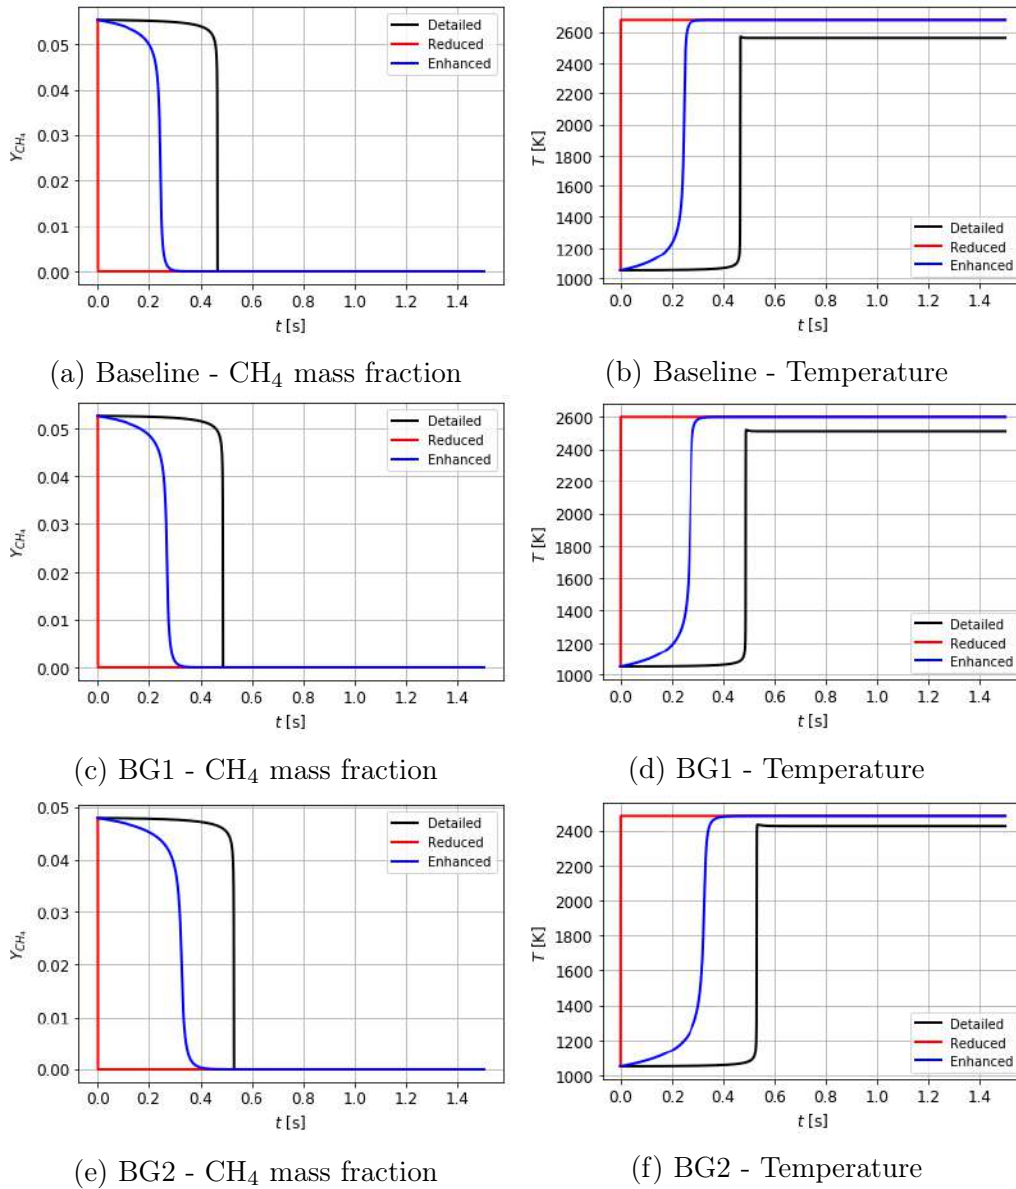 0.05
0.04
0.03
0.02
0.01
0.00
Y_{CH_4}
0.0 0.2 0.4 0.6 0.8 1.0 1.2 1.4
t [s]
Detailed
Reduced
Enhanced
2600
2400
2200
2000
1800
1600
1400
1200
1000
T [K]
0.0 0.2 0.4 0.6 0.8 1.0 1.2 1.4
t [s]
Detailed
Reduced
Enhanced
(a) Baseline - CH₄ mass fraction
(b) Baseline - Temperature
0.05
0.04
0.03
0.02
0.01
0.00
Y_{CH_4}
0.0 0.2 0.4 0.6 0.8 1.0 1.2 1.4
t [s]
Detailed
Reduced
Enhanced
2600
2400
2200
2000
1800
1600
1400
1200
1000
T [K]
0.0 0.2 0.4 0.6 0.8 1.0 1.2 1.4
t [s]
Detailed
Reduced
Enhanced
(c) BG1 - CH₄ mass fraction
(d) BG1 - Temperature
0.05
0.04
0.03
0.02
0.01
0.00
Y_{CH_4}
0.0 0.2 0.4 0.6 0.8 1.0 1.2 1.4
t [s]
Detailed
Reduced
Enhanced
2400
2200
2000
1800
1600
1400
1200
1000
T [K]
0.0 0.2 0.4 0.6 0.8 1.0 1.2 1.4
t [s]
Detailed
Reduced
Enhanced
(e) BG2 - CH₄ mass fraction
(f) BG2 - Temperature